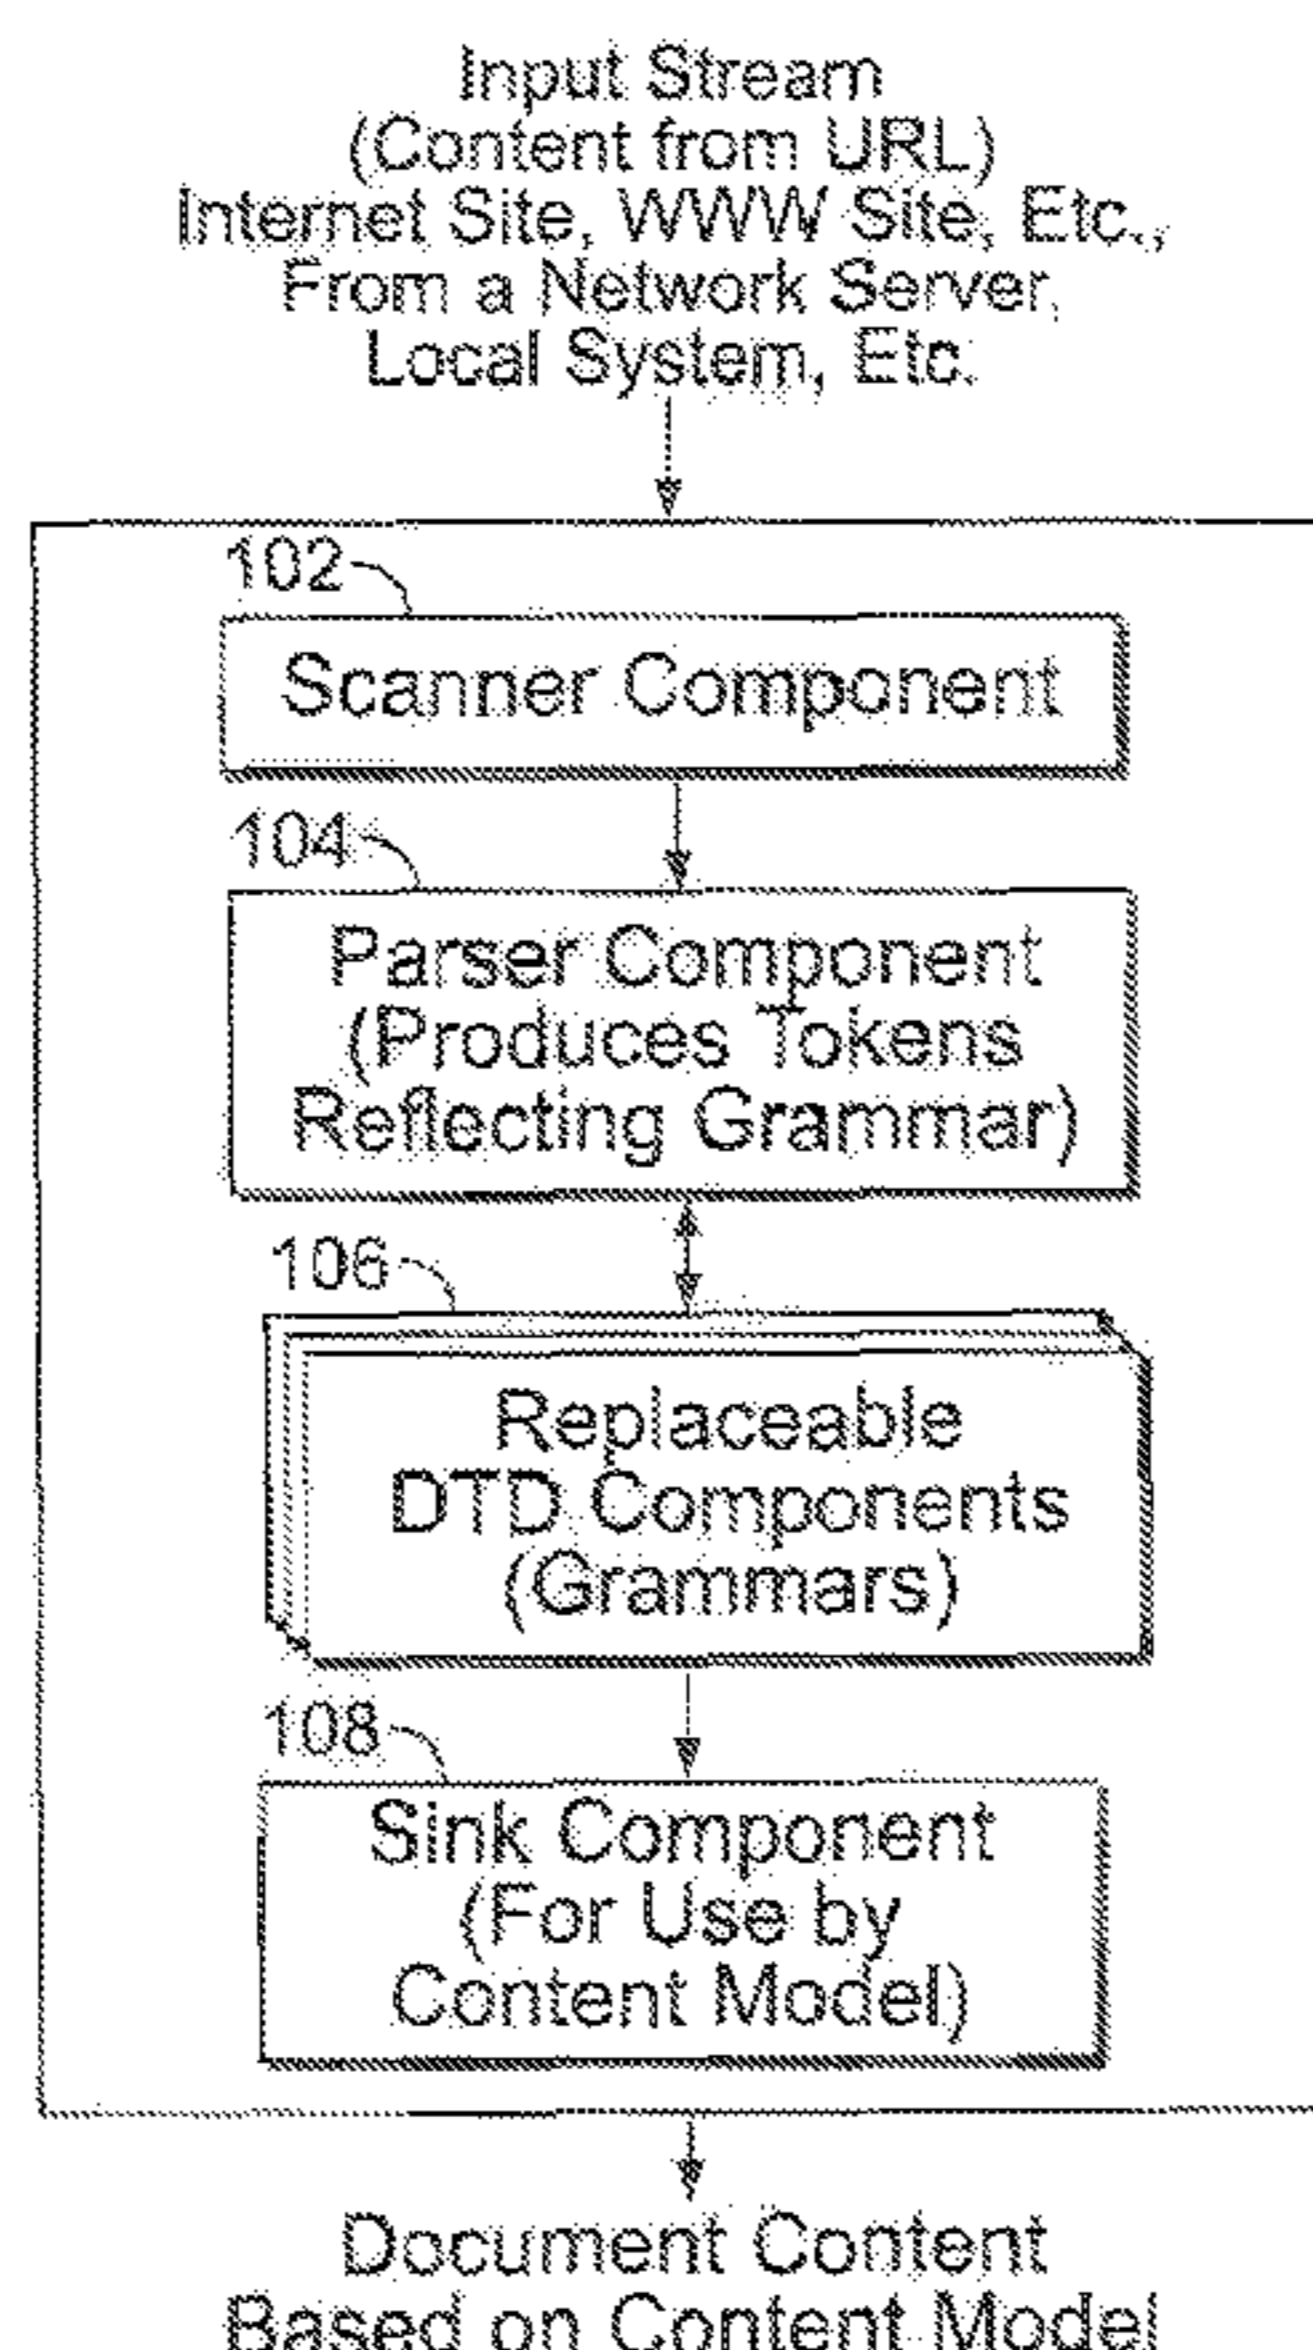 Input Stream
(Content from URL)
Internet Site, WWW Site, Etc.,
From a Network Server,
Local System, Etc.
102
Scanner Component
104
Parser Component
(Produces Tokens
Reflecting Grammar)
106
Replaceable
DTD Components
(Grammars)
108
Sink Component
(For Use by
Content Model)
Document Content
Based on Content Model